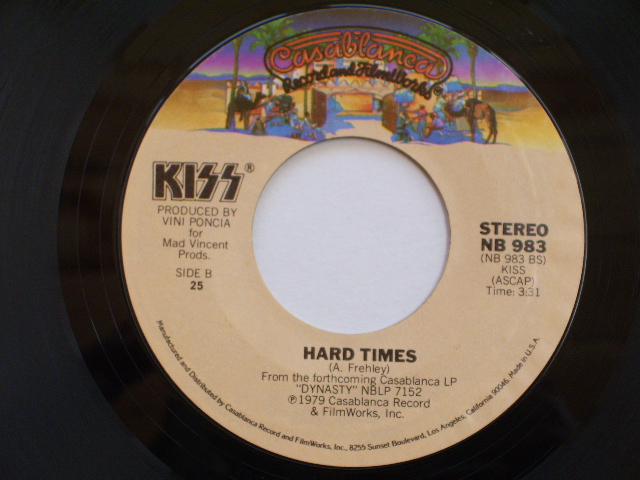 Casablanca
Record and FilmWorks®
KISS®
PRODUCED BY
VINI PONCIA
for
Mad Vincent
Prods.
SIDE B
25
STEREO
NB 983
(NB 983 BS)
KISS
(ASCAP)
Time: 3:31
HARD TIMES
(A. Frehley)
From the forthcoming Casablanca LP
"DYNASTY" NBLP 7152
℗1979 Casablanca Record
& FilmWorks, Inc.
Manufactured and Distributed by Casablanca Record and FilmWorks, Inc., 8255 Sunset Boulevard, Los Angeles, California 90046. Made in U.S.A.